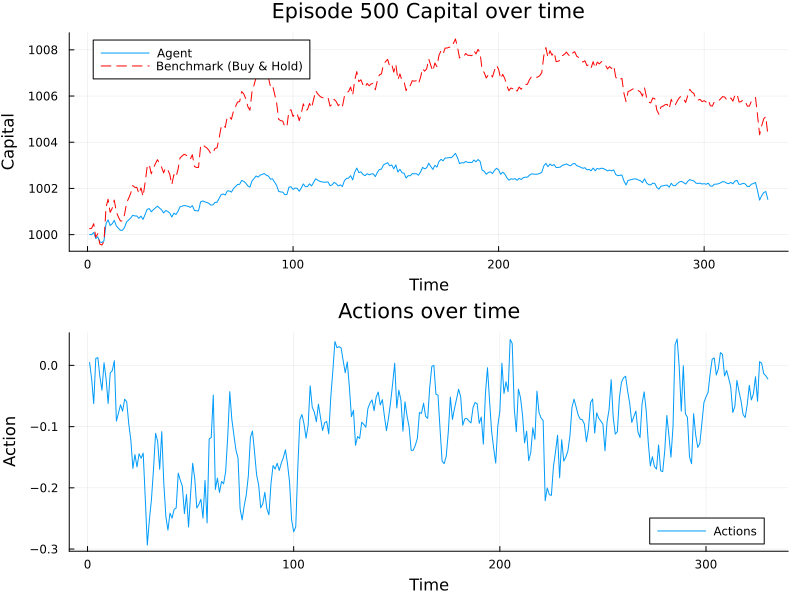 Episode 500 Capital over time
Capital
1008
1006
1004
1002
1000
Agent
Benchmark (Buy & Hold)
0
100
200
300
Time
Actions over time
Action
0.0
−0.1
−0.2
−0.3
Actions
0
100
200
300
Time